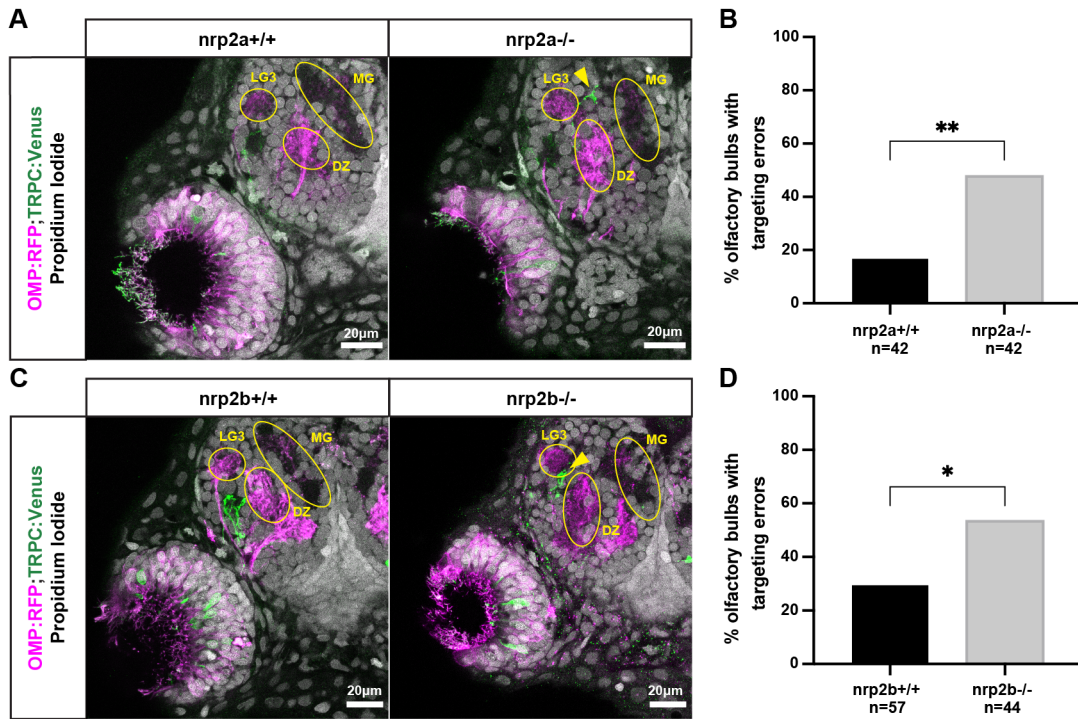 A
nrp2a+/+
nrp2a-/-
OMP:RFP;TRPC:Venus
Propidium Iodide
LG3
MG
DZ
20µm
LG3
MG
DZ
20µm
B
% olfactory bulbs with
targeting errors
100
80
60
40
20
0
**
nrp2a+/+
n=42
nrp2a-/-
n=42
C
nrp2b+/+
nrp2b-/-
OMP:RFP;TRPC:Venus
Propidium Iodide
LG3
MG
DZ
20µm
LG3
MG
DZ
20µm
D
% olfactory bulbs with
targeting errors
100
80
60
40
20
0
*
nrp2b+/+
n=57
nrp2b-/-
n=44